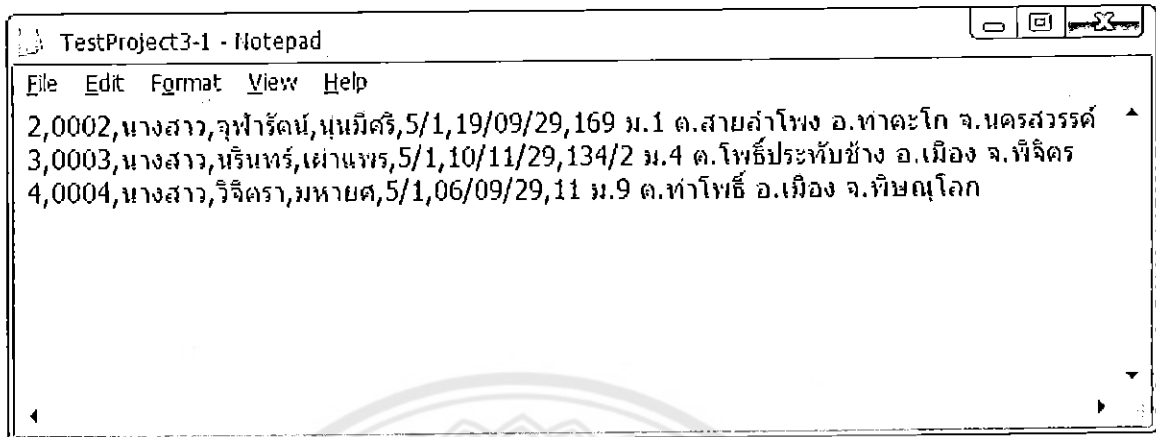 TestProject3-1 - Notepad
File Edit Format View Help
2,0002,นางสาว,จุฬารัตน์,นุ่นมีศรี,5/1,19/09/29,169 ม.1 ต.สายลำโพง อ.ท่าตะโก จ.นครสวรรค์
3,0003,นางสาว,นรินทร์,เผ่าแพร,5/1,10/11/29,134/2 ม.4 ต.โพธิ์ประทับช้าง อ.เมือง จ.พิจิตร
4,0004,นางสาว,วิจิตรา,มหายศ,5/1,06/09/29,11 ม.9 ต.ท่าโพธิ์ อ.เมือง จ.พิษณุโลก